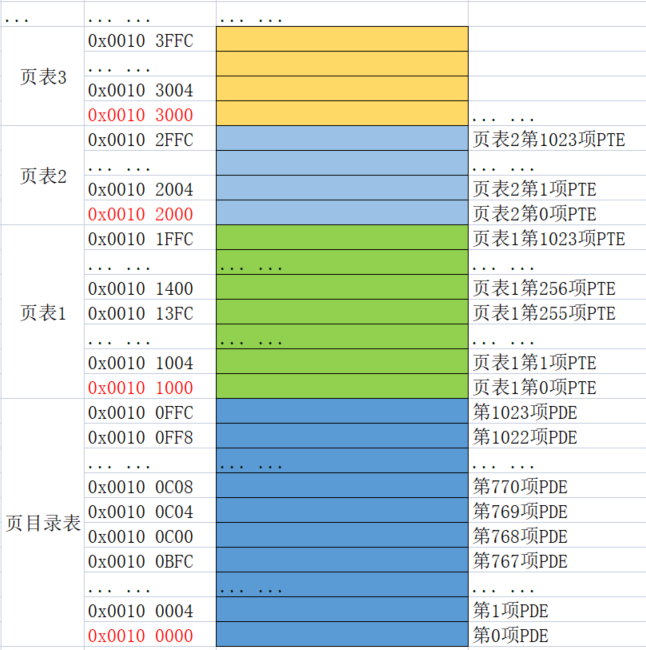 ... ... ... ... ...
0x0010 3FFC
... ...
页表3
0x0010 3004
0x0010 3000 ... ...
0x0010 2FFC 页表2第1023项PTE
... ... ... ...
页表2
0x0010 2004 页表2第1项PTE
0x0010 2000 页表2第0项PTE
0x0010 1FFC 页表1第1023项PTE
... ... ... ... ... ...
0x0010 1400 页表1第256项PTE
页表1 0x0010 13FC 页表1第255项PTE
... ... ... ... ... ...
0x0010 1004 页表1第1项PTE
0x0010 1000 页表1第0项PTE
0x0010 0FFC 第1023项PDE
0x0010 0FF8 第1022项PDE
... ... ... ... ... ...
0x0010 0C08 第770项PDE
0x0010 0C04 第769项PDE
页目录表 0x0010 0C00 第768项PDE
0x0010 0BFC 第767项PDE
... ... ... ... ... ...
0x0010 0004 第1项PDE
0x0010 0000 第0项PDE